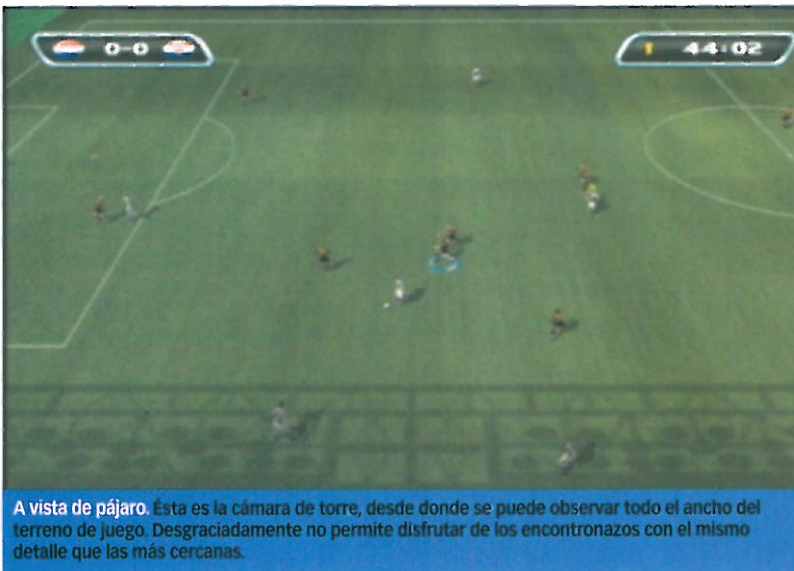 0-0
44:02
A vista de pájaro. Ésta es la cámara de torre, desde donde se puede observar todo el ancho del
terreno de juego. Desgraciadamente no permite disfrutar de los encontronazos con el mismo
detalle que las más cercanas.